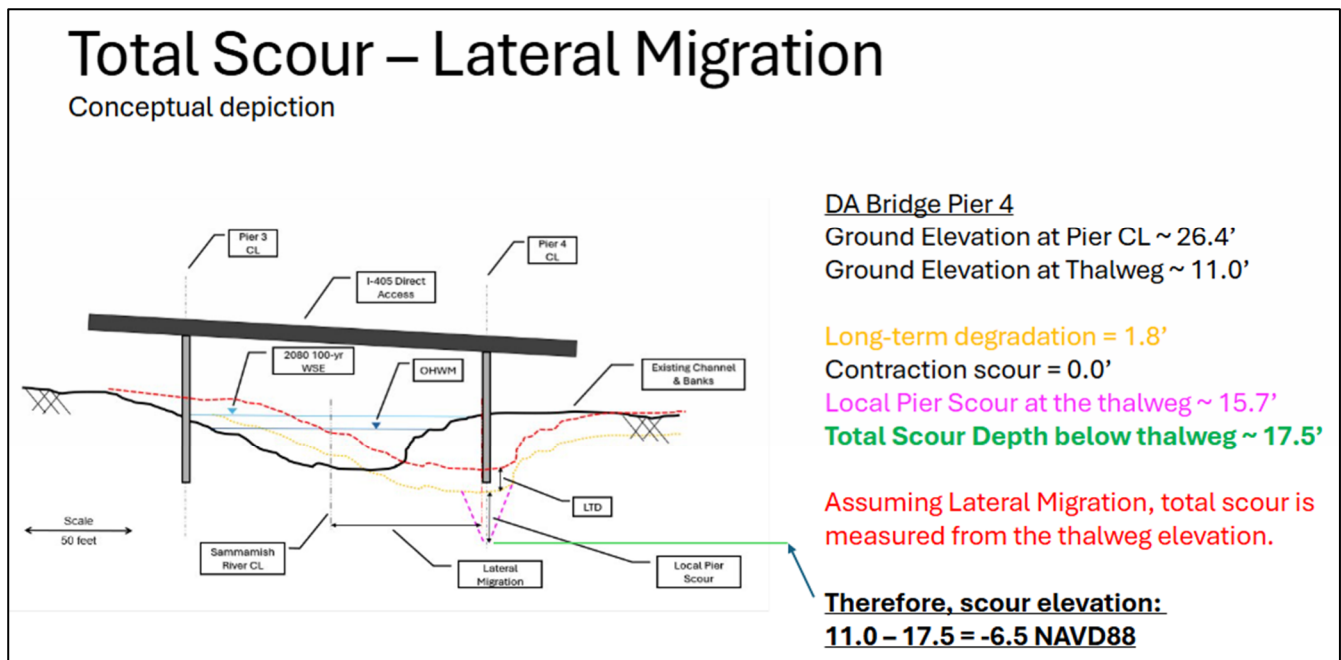 Total Scour – Lateral Migration
Conceptual depiction
Pier 3
CL
Pier 4
CL
I-405 Direct
Access
2080 100-yr
WSE
OHWM
Existing Channel
& Banks
LTD
Scale
50 feet
Sammamish
River CL
Lateral
Migration
Local Pier
Scour
DA Bridge Pier 4
Ground Elevation at Pier CL ~ 26.4’
Ground Elevation at Thalweg ~ 11.0’
Long-term degradation = 1.8’
Contraction scour = 0.0’
Local Pier Scour at the thalweg ~ 15.7’
Total Scour Depth below thalweg ~ 17.5’
Assuming Lateral Migration, total scour is
measured from the thalweg elevation.
Therefore, scour elevation:
11.0 – 17.5 = -6.5 NAVD88